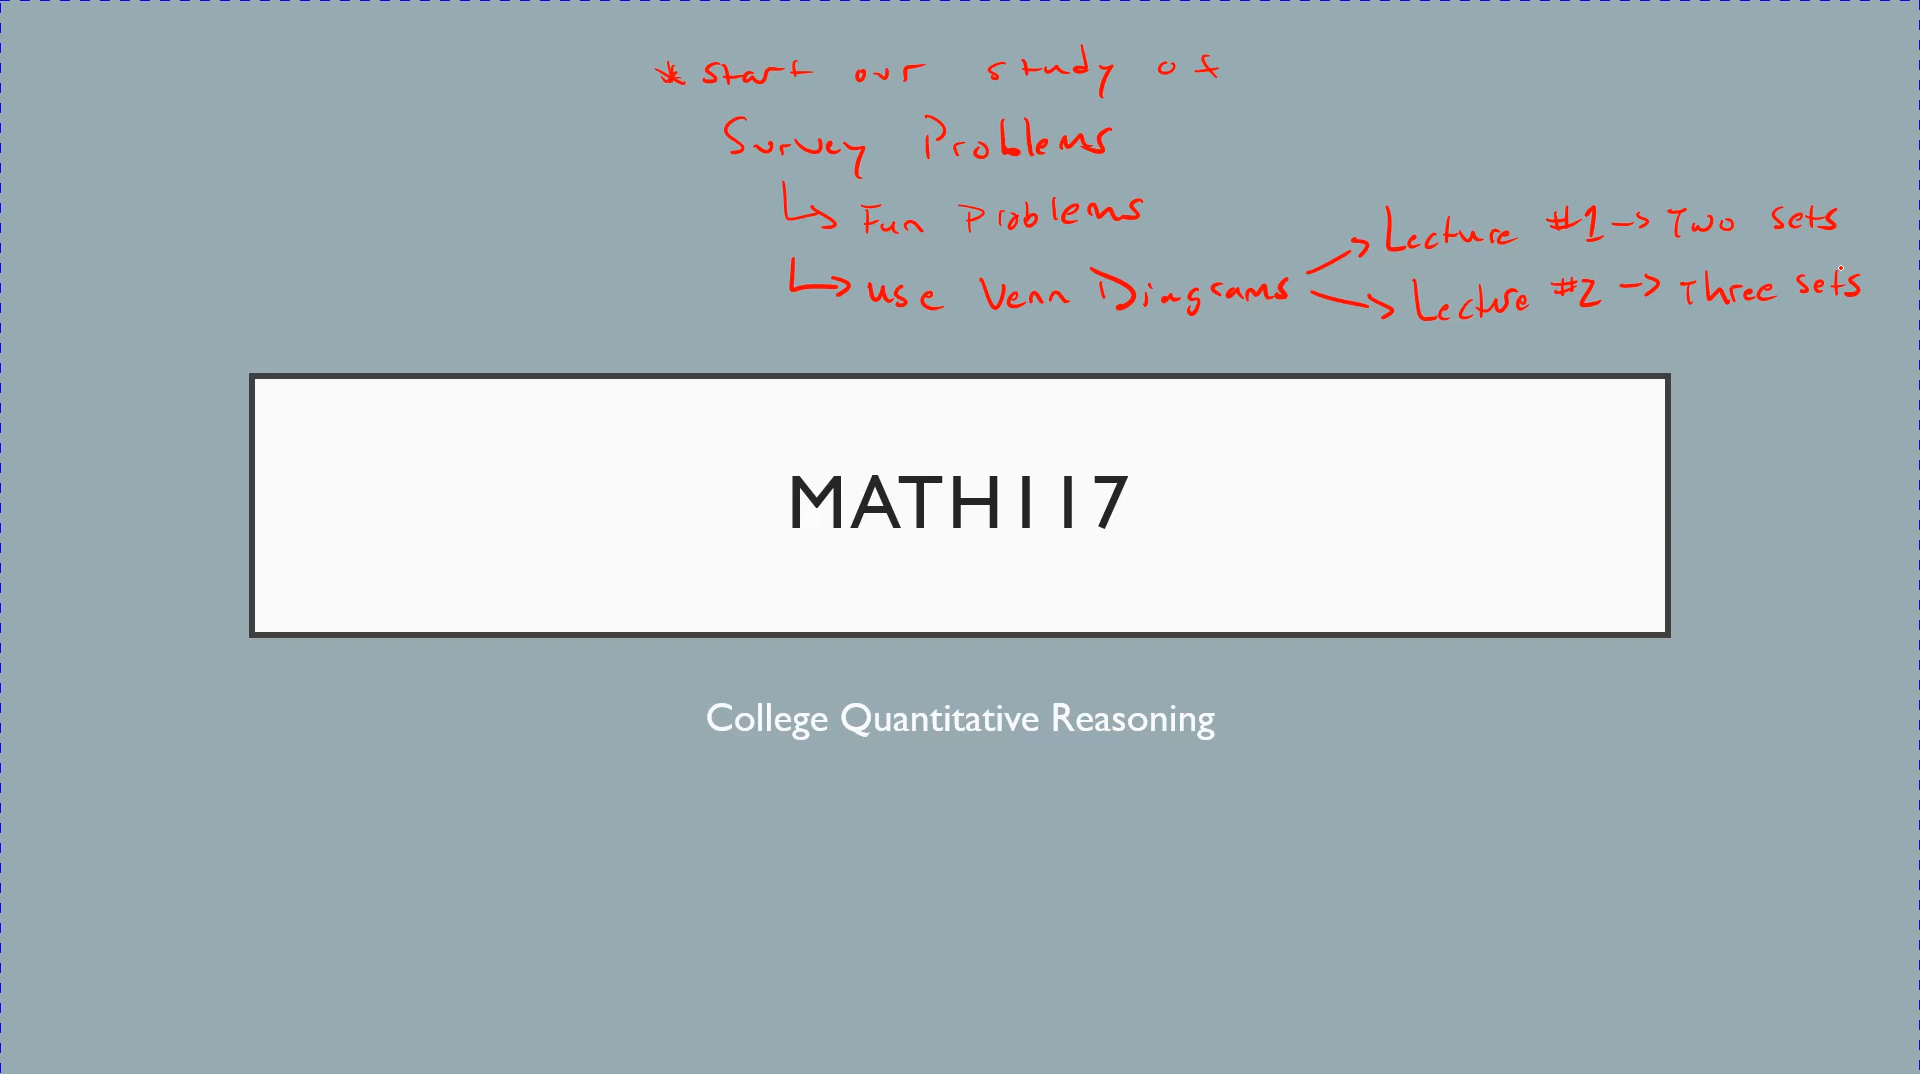 * Start our study of
Survey Problems
↳ Fun Problems
↳ use Venn Diagrams → Lecture #1 → Two sets
→ Lecture #2 → Three sets
MATH117
College Quantitative Reasoning